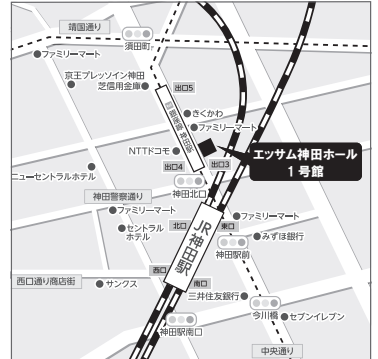 靖国通り
須田町
ファミリーマート
京王プレッソイン神田
芝信用金庫
出口5
きくかわ
ファミリーマート
NTTドコモ
出口4
出口3
エッサム神田ホール
1号館
ニューセントラルホテル
神田北口
神田警察通り
ファミリーマート
セントラル
ホテル
北口
東口
JR神田駅
ファミリーマート
みずほ銀行
神田駅前
西口
西口通り商店街
サンクス
南口
三井住友銀行
今川橋
セブンイレブン
神田駅南口
中央通り